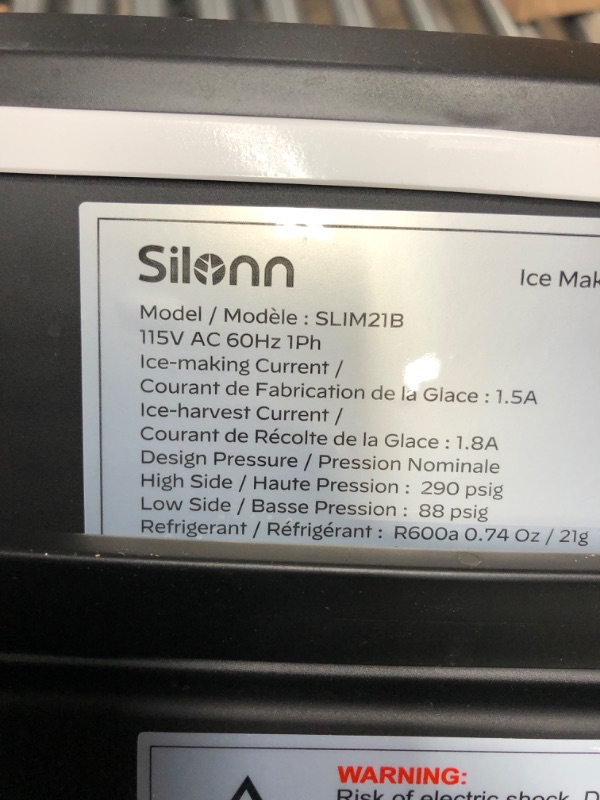 Silonn
Ice Mak
Model / Modèle : SLIM21B
115V AC 60Hz 1Ph
Ice-making Current /
Courant de Fabrication de la Glace : 1.5A
Ice-harvest Current /
Courant de Récolte de la Glace : 1.8A
Design Pressure / Pression Nominale
High Side / Haute Pression : 290 psig
Low Side / Basse Pression : 88 psig
Refrigerant / Réfrigérant : R600a 0.74 Oz / 21g
WARNING:
Risk of electric shock. D